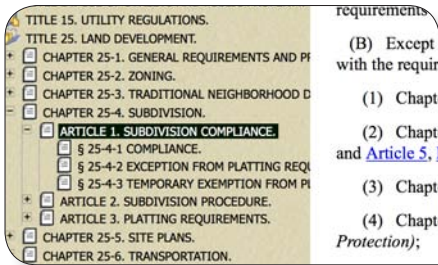 TITLE 15. UTILITY REGULATIONS.
TITLE 25. LAND DEVELOPMENT.
CHAPTER 25-1. GENERAL REQUIREMENTS AND
CHAPTER 25-2. ZONING.
CHAPTER 25-3. TRADITIONAL NEIGHBORHOOD D
CHAPTER 25-4. SUBDIVISION.
ARTICLE 1. SUBDIVISION COMPLIANCE.
§ 25-4-1 COMPLIANCE.
§ 25-4-2 EXCEPTION FROM PLATTING REQU
§ 25-4-3 TEMPORARY EXEMPTION FROM PL
ARTICLE 2. SUBDIVISION PROCEDURE.
ARTICLE 3. PLATTING REQUIREMENTS.
CHAPTER 25-5. SITE PLANS.
CHAPTER 25-6. TRANSPORTATION.
requirements
(B) Except
with the requir
(1) Chapt
(2) Chapt
and Article 5,
(3) Chapt
(4) Chapt
Protection);